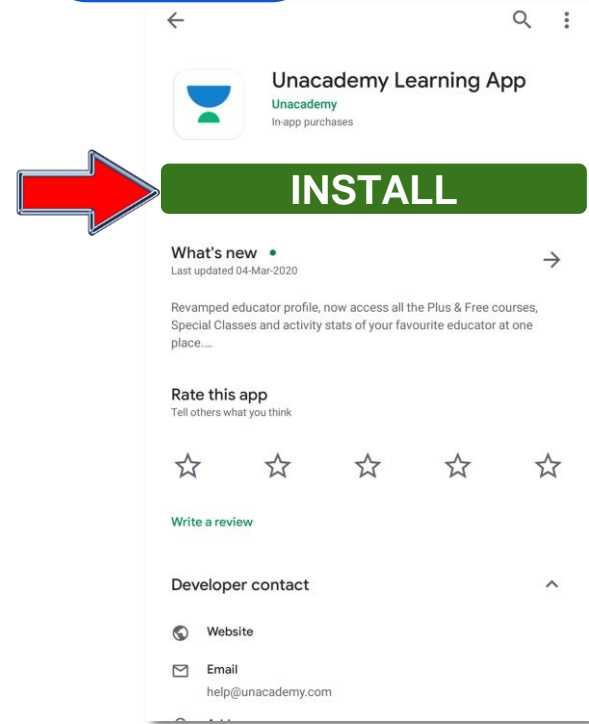 Unacademy Learning App
Unacademy
In-app purchases
INSTALL
What's new
Last updated 04-Mar-2020
Revamped educator profile, now access all the Plus & Free courses,
Special Classes and activity stats of your favourite educator at one
place....
Rate this app
Tell others what you think
Write a review
Developer contact
Website
Email
help@unacademy.com